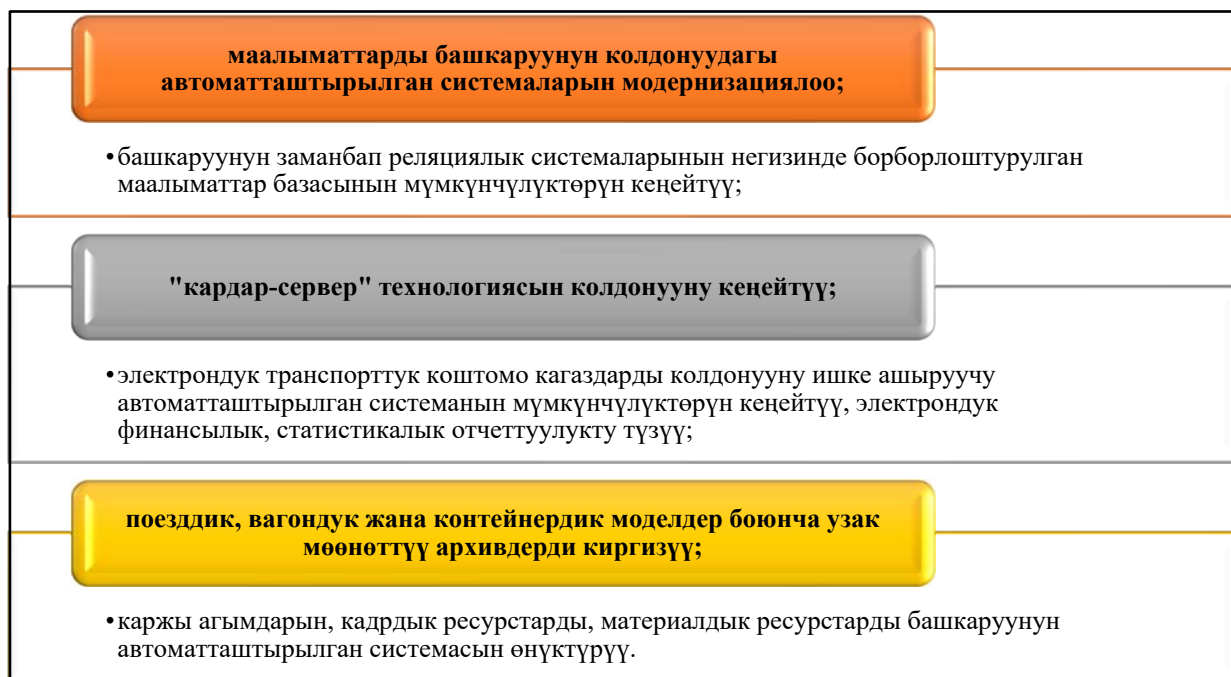 маалыматтарды башкаруунун колдонуудагы
автоматташтырылган системаларын модернизациялоо;
•башкаруунун заманбап реляциялык системаларынын негизинде борборлоштурулган
маалыматтар базасынын мүмкүнчүлүктөрүн кеңейтүү;
"кардар-сервер" технологиясын колдонууну кеңейтүү;
•электрондук транспорттук коштомо кагаздарды колдонууну ишке ашыруучу
автоматташтырылган системанын мүмкүнчүлүктөрүн кеңейтүү, электрондук
финансылык, статистикалык отчеттуулукту түзүү;
поезддик, вагондук жана контейнердик моделдер боюнча узак
мөөнөттүү архивдерди киргизүү;
•каржы агымдарын, кадрдык ресурстарды, материалдык ресурстарды башкаруунун
автоматташтырылган системасын өнүктүрүү.